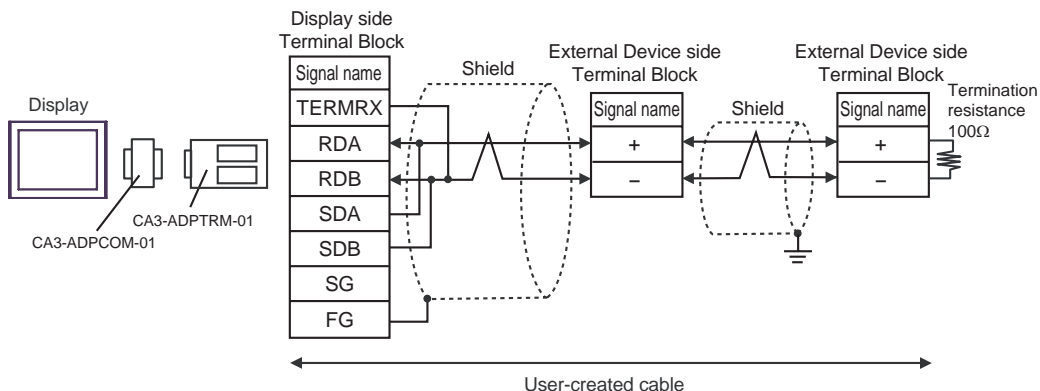 Display
CA3-ADPCOM-01
CA3-ADPTRM-01
Display side
Terminal Block
Signal name
TERMRX
RDA
RDB
SDA
SDB
SG
FG
Shield
External Device side
Terminal Block
Signal name
+
−
Shield
External Device side
Terminal Block
Signal name
+
−
Termination
resistance
100Ω
User-created cable